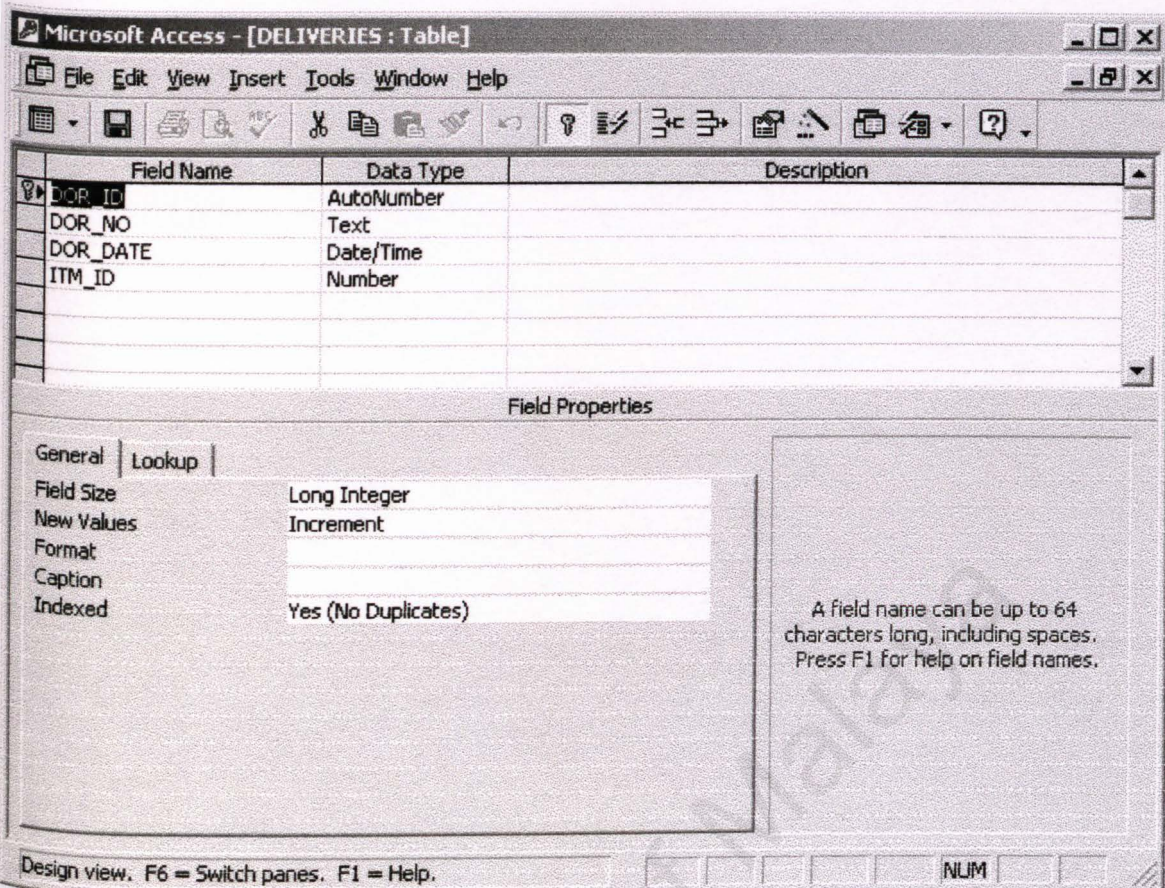 Microsoft Access - [DELIVERIES : Table]
File Edit View Insert Tools Window Help
Field Name Data Type Description
DOR_ID AutoNumber
DOR_NO Text
DOR_DATE Date/Time
ITM_ID Number
Field Properties
General Lookup
Field Size Long Integer
New Values Increment
Format
Caption
Indexed Yes (No Duplicates)
A field name can be up to 64
characters long, including spaces.
Press F1 for help on field names.
Design view. F6 = Switch panes. F1 = Help. NUM